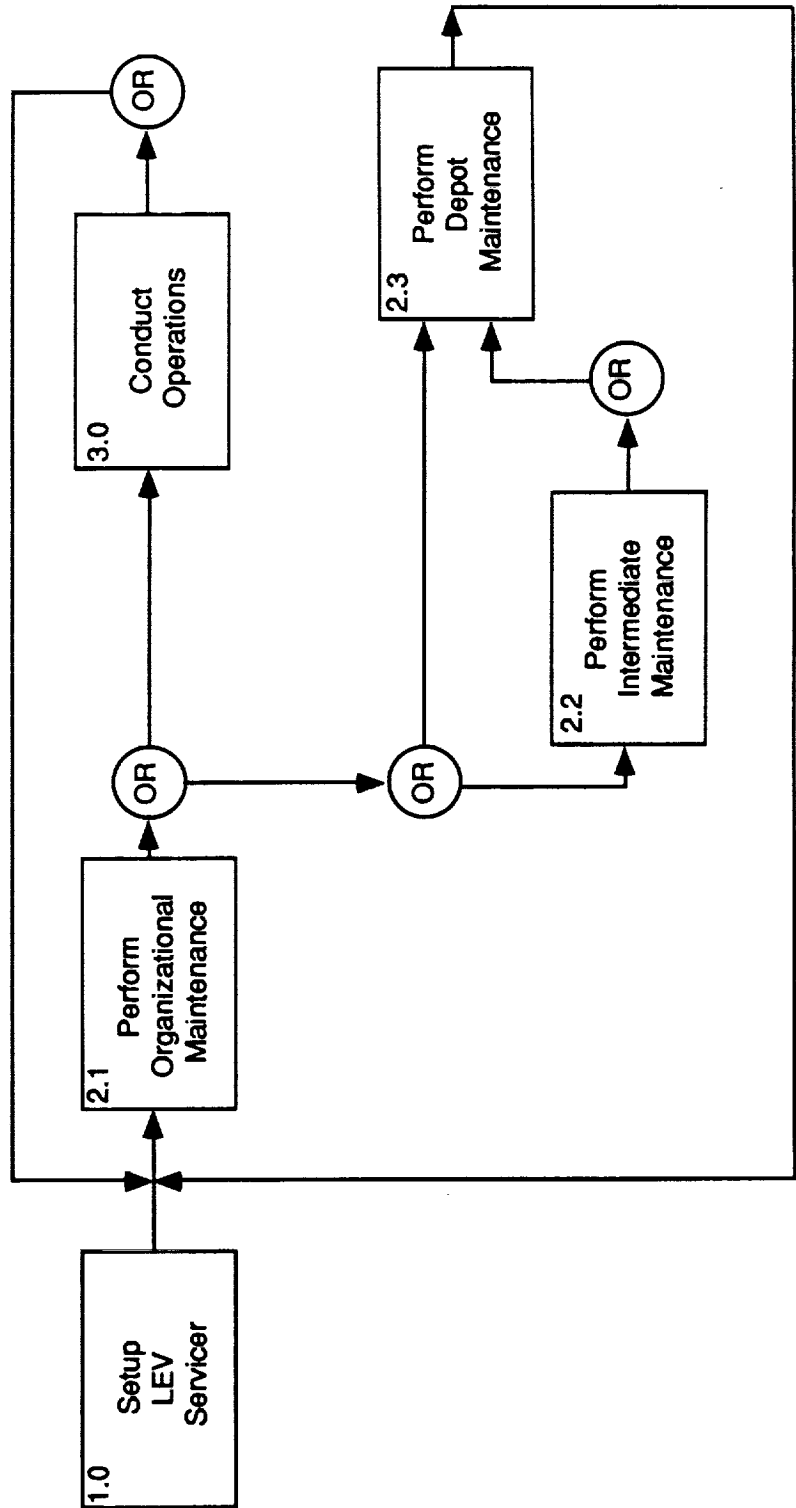 1.0
Setup
LEV
Servicer
2.1
Perform
Organizational
Maintenance
OR
3.0
Conduct
Operations
OR
OR
2.2
Perform
Intermediate
Maintenance
OR
2.3
Perform
Depot
Maintenance